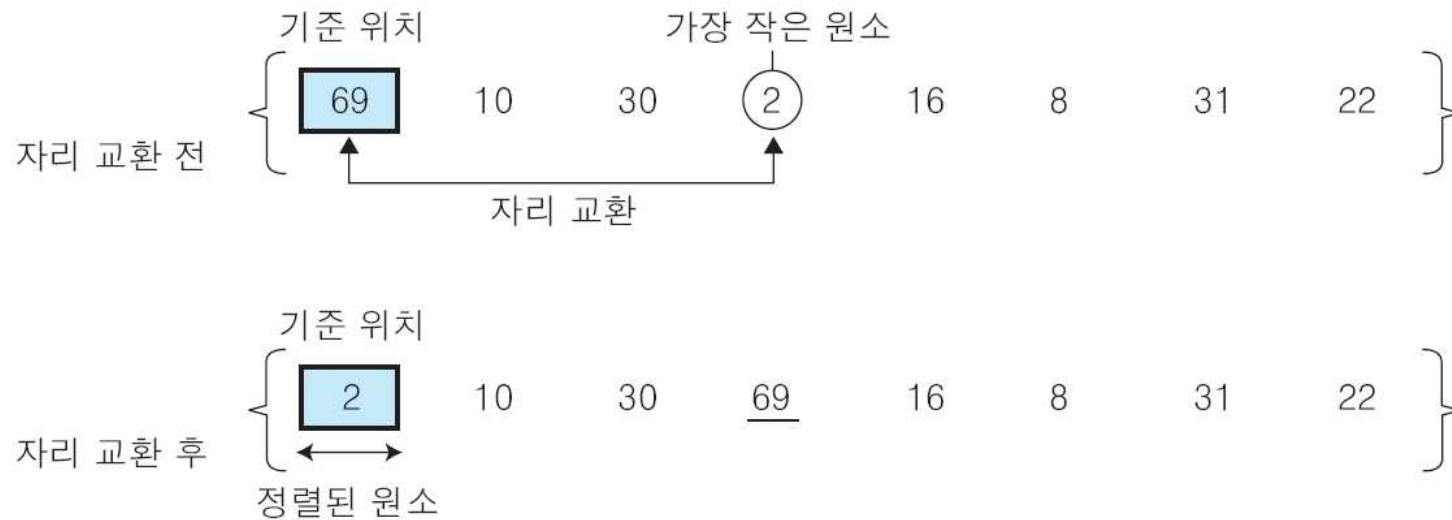 기준 위치 가장 작은 원소
69 10 30 2 16 8 31 22
자리 교환 전
자리 교환
기준 위치
2 10 30 69 16 8 31 22
자리 교환 후
정렬된 원소